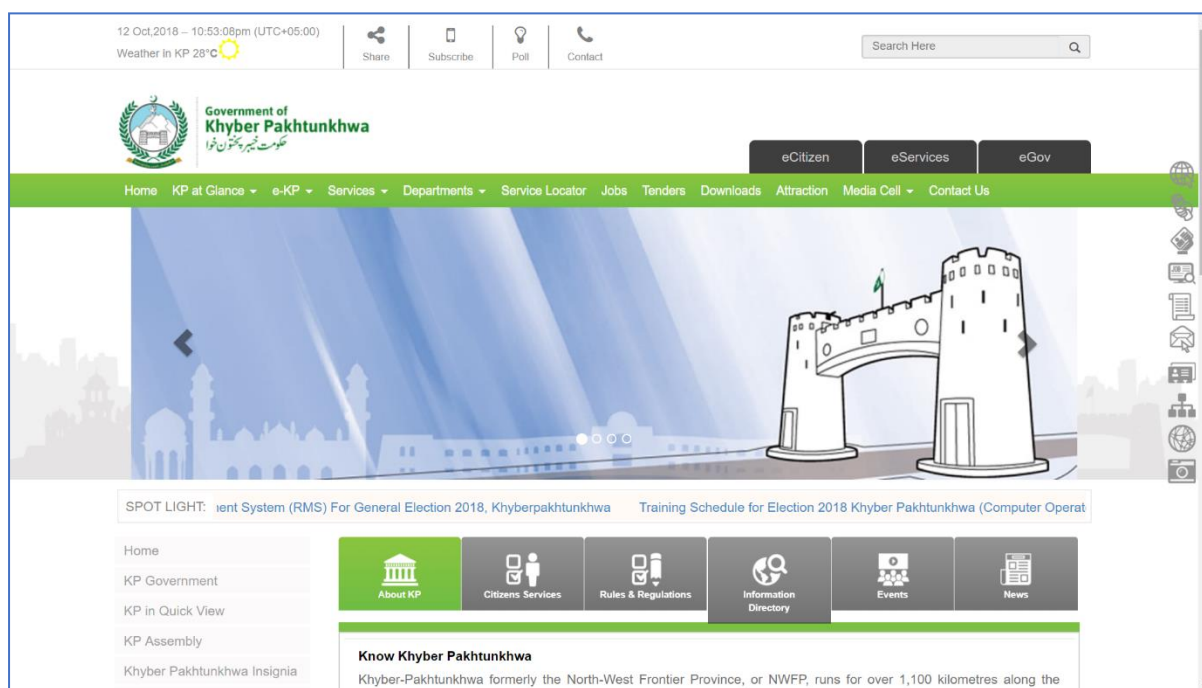 12 Oct,2018 – 10:53:08pm (UTC+05:00)
Weather in KP 28°C
Share
Subscribe
Poll
Contact
Search Here
Government of
Khyber Pakhtunkhwa
حکومت خیبر پختون خوا
eCitizen
eServices
eGov
Home
KP at Glance
e-KP
Services
Departments
Service Locator
Jobs
Tenders
Downloads
Attraction
Media Cell
Contact Us
SPOT LIGHT: ent System (RMS) For General Election 2018, Khyberpakhtunkhwa Training Schedule for Election 2018 Khyber Pakhtunkhwa (Computer Operat
Home
KP Government
KP in Quick View
KP Assembly
Khyber Pakhtunkhwa Insignia
About KP
Citizens Services
Rules & Regulations
Information
Directory
Events
News
Know Khyber Pakhtunkhwa
Khyber-Pakhtunkhwa formerly the North-West Frontier Province, or NWFP, runs for over 1,100 kilometres along the